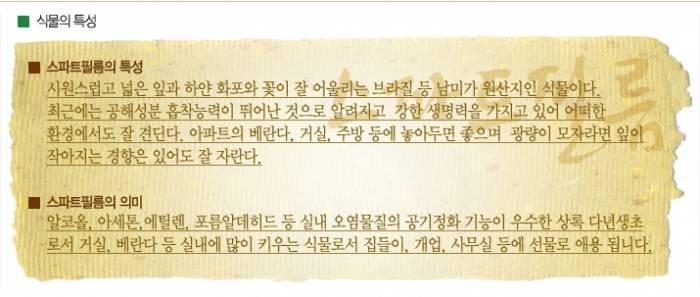 식물의 특성
스파트필름
스파트필름의 특성
시원스럽고 넓은 잎과 하얀 화포와 꽃이 잘 어울리는 브라질 등 남미가 원산지인 식물이다.
최근에는 공해성분 흡착능력이 뛰어난 것으로 알려지고 강한 생명력을 가지고 있어 어떠한
환경에서도 잘 견딘다. 아파트의 베란다, 거실, 주방 등에 놓아두면 좋으며 광량이 모자라면 잎이
작아지는 경향은 있어도 잘 자란다.
스파트필름의 의미
알코올, 아세톤, 에틸렌, 포름알데히드 등 실내 오염물질의 공기정화 기능이 우수한 상록 다년생초
로서 거실, 베란다 등 실내에 많이 키우는 식물로서 집들이, 개업, 사무실 등에 선물로 애용 됩니다.